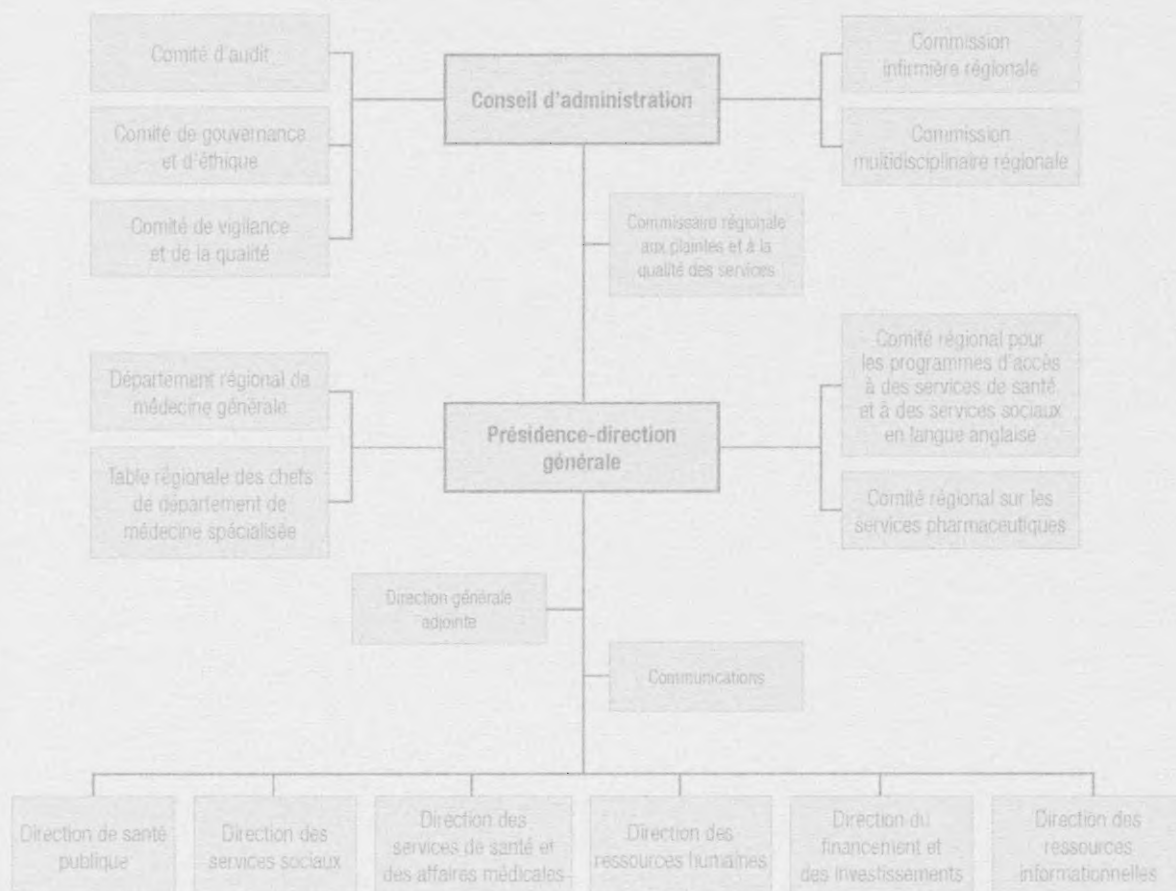 Comité d'audit
Conseil d'administration
Commission
infirmière régionale
Comité de gouvernance
et d'éthique
Commission
multidisciplinaire régionale
Comité de vigilance
et de la qualité
Commissaire régionale
aux plaintes et à la
qualité des services
Département régional de
médecine générale
Présidence-direction
générale
Comité régional pour
les programmes d'accès
à des services de santé
et à des services sociaux
en langue anglaise
Table régionale des chefs
de département de
médecine spécialisée
Comité régional sur les
services pharmaceutiques
Direction générale
adjointe
Communications
Direction de santé
publique
Direction des
services sociaux
Direction des
services de santé et
des affaires médicales
Direction des
ressources humaines
Direction du
financement et
des investissements
Direction des
ressources
informationnelles